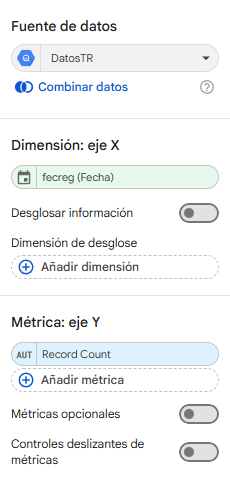 Fuente de datos
DatosTR
Combinar datos
Dimensión: eje X
fecreg (Fecha)
Desglosar información
Dimensión de desglose
Añadir dimensión
Métrica: eje Y
AUT Record Count
Añadir métrica
Métricas opcionales
Controles deslizantes de
métricas